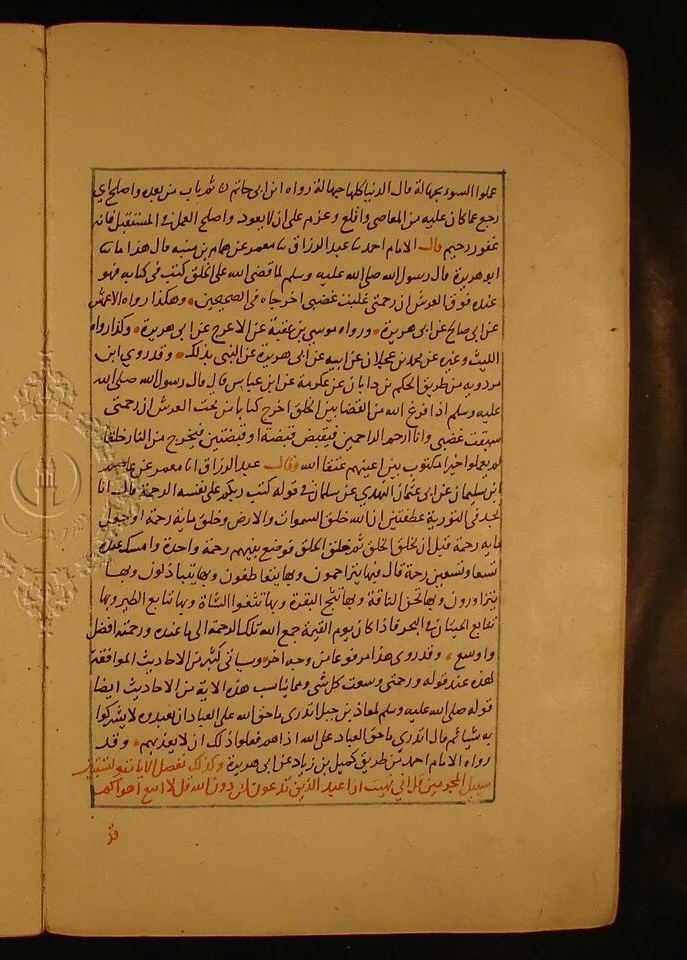 عملوا السوء بجهالة قال الدنيا كلها جهالة رواه ابن ابي حاتم ثم تاب من بعده واصلح اي
رجع عما كان عليه من المعاصي واقلع وعزم على ان لا يعود واصلح العمل في المستقبل فانه
غفور رحيم قال الامام احمد ثنا عبد الرزاق ثنا معمر عن همام بن منبه قال هذا ما ثنا
ابو هريرة قال رسول الله صلى الله عليه وسلم لما قضى الله على الخلق كتب في كتابه فهو
عنده فوق العرش ان رحمتي غلبت غضبي اخرجاه في الصحيحين وهكذا رواه الاعمش
عن ابي صالح عن ابي هريرة ورواه موسى بن عقبة عن الاعرج عن ابي هريرة وكذا رواه
الليث وغيره عن محمد بن عجلان عن ابيه عن ابي هريرة عن النبي بذلك وقد روى ابن
مردويه من طريق الحكم بن ابان عن عكرمة عن ابن عباس قال قال رسول الله صلى الله
عليه وسلم اذا فرغ الله من القضا بين الخلق اخرج كتابا من تحت العرش ان رحمتي
سبقت غضبي وانا ارحم الراحمين فيقبض قبضة او قبضتين فيخرج من النار خلقا
لم يعملوا خيرا مكتوب بين اعينهم عتقا الله وقال عبد الرزاق انا معمر عن عاصم
ابن سليمان عن ابي عثمان النهدي عن سلمان في قوله كتب ربكم على نفسه الرحمة قال انا
نجد في التورية عطفتين ان الله خلق السموات والارض وخلق ماية رحمة او جعل
مايه رحمة قبل ان يخلق الخلق ثم خلق الخلق فوضع بينهم رحمة واحدة وامسك عنده
تسعا وتسعين رحة قال فبها يتراحمون وبها يتعاطفون وبها يتباذلون وبها
يتزاورون وبها تحن الناقة وبها تنتج البقرة وبها تثغوا الشاة وبها تتابع الطير وبها
تتابع الحيتان في البحر فاذا كان يوم القيمة جمع الله تلك الرحمة الى ما عنده ورحمته افضل
واوسع وقد روى هذا مرفوعا من وجه اخر وسياتي كثير من الاحاديث الموافقة
لهذه عند قوله ورحمتي وسعت كل شي ومما يناسب هذه الاية من الاحاديث ايضا
قوله صلى الله عليه وسلم لمعاذ بن جبل اتدري ما حق الله على العباد ان يعبدوه لا يشركوا
به شيا ثم قال اتدري ما حق العباد على الله اذا هم فعلوا ذلك ان لا يعذبهم وقد
رواه الامام احمد من طريق كميل بن زياد عن ابي هريرة وكذلك نفصل الايات ولتستبين
سبيل المجرمين قل اني نهيت ان اعبد الذين تدعون من دون الله قل لا اتبع اهواكم
قد